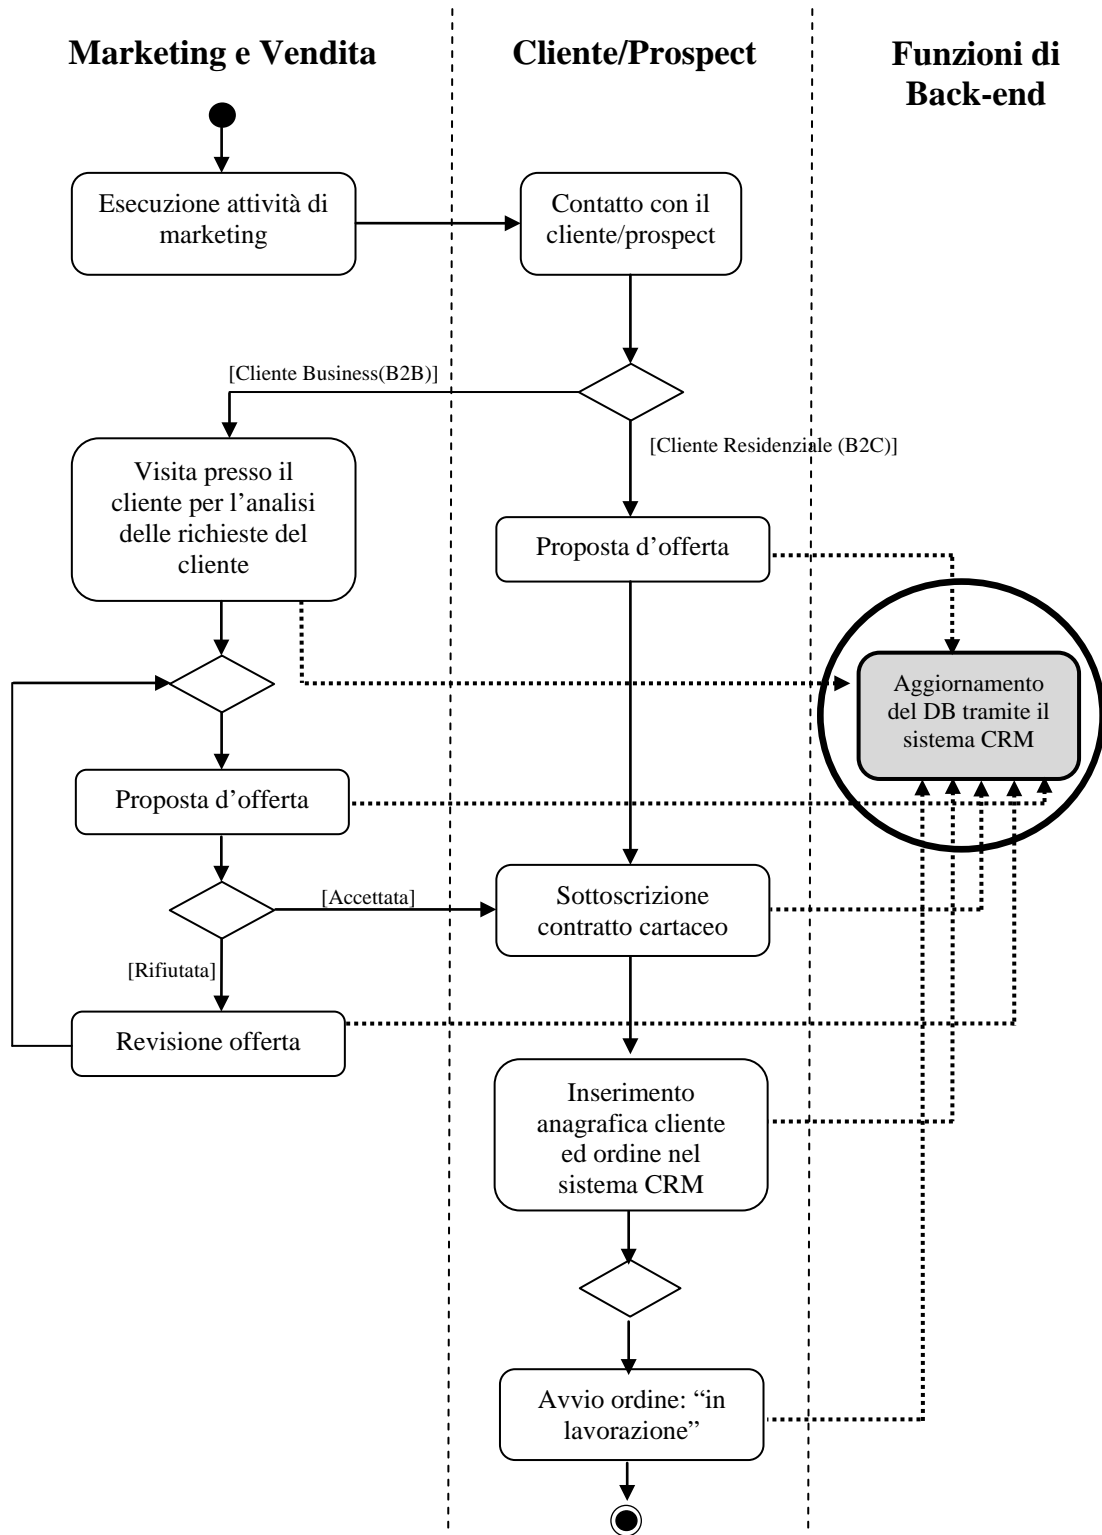 Marketing e Vendita
Cliente/Prospect
Funzioni di
Back-end
Esecuzione attività di
marketing
Contatto con il
cliente/prospect
[Cliente Business(B2B)]
[Cliente Residenziale (B2C)]
Visita presso il
cliente per l’analisi
delle richieste del
cliente
Proposta d’offerta
Aggiornamento
del DB tramite il
sistema CRM
Proposta d’offerta
[Accettata]
Sottoscrizione
contratto cartaceo
[Rifiutata]
Revisione offerta
Inserimento
anagrafica cliente
ed ordine nel
sistema CRM
Avvio ordine: “in
lavorazione”